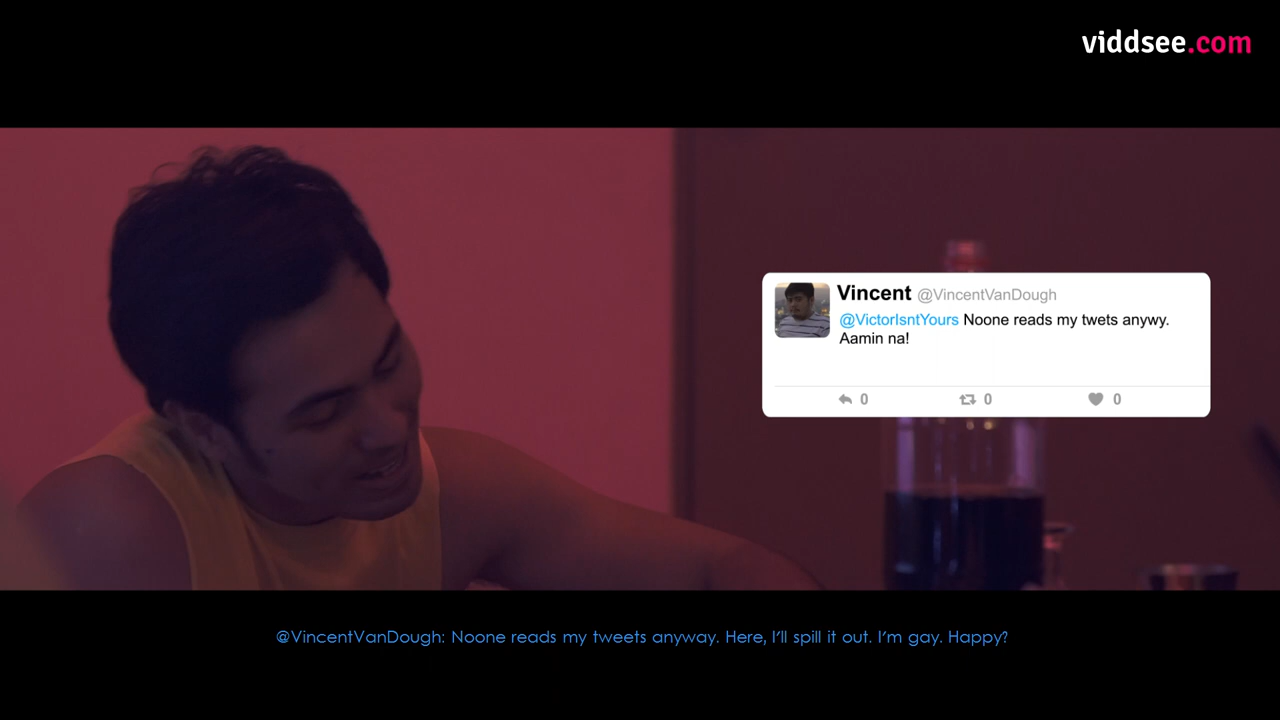 viddsee.com
Vincent @VincentVanDough
@VictorIsntYours Noone reads my twets anywy.
Aamin na!
0 0 0
@VincentVanDough: Noone reads my tweets anyway. Here, I'll spill it out. I'm gay. Happy?